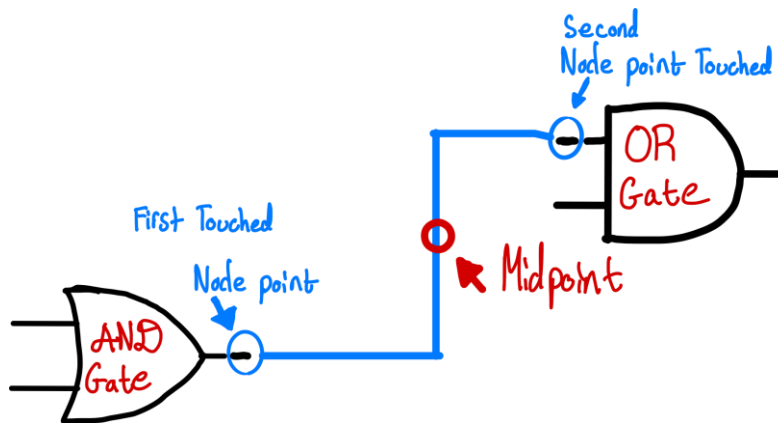 Second
Node point Touched
OR
Gate
First Touched
Node point
Midpoint
AND
Gate